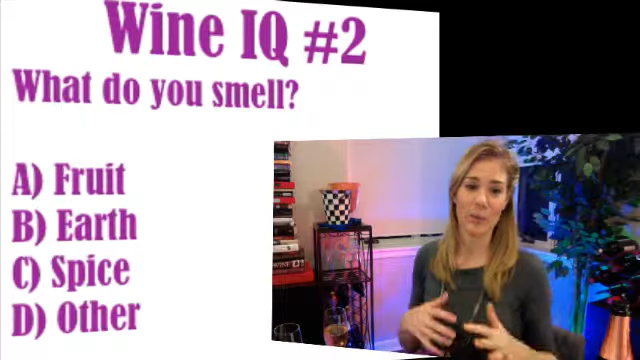 Wine IQ #2
What do you smell?
A) Fruit
B) Earth
C) Spice
D) Other